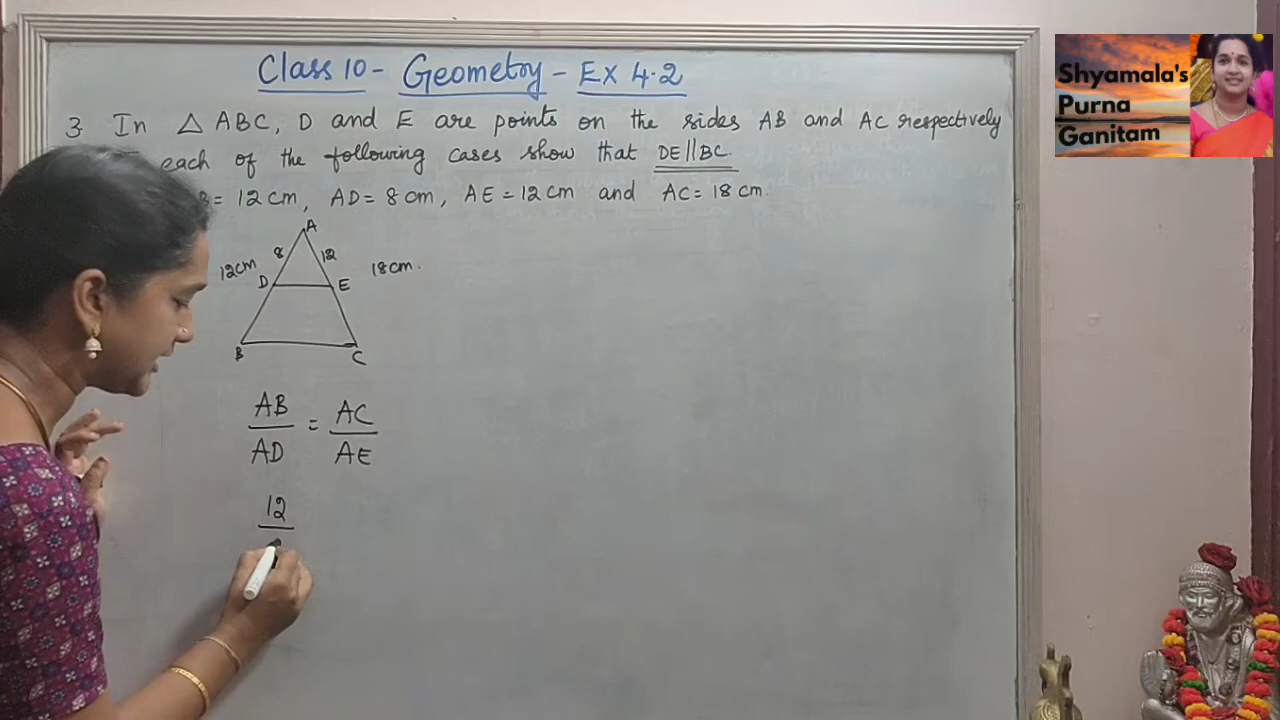 Class 10 - Geometry - EX 4.2
3. In △ ABC, D and E are points on the sides AB and AC respectively
each of the following cases show that DE||BC.
B = 12 cm, AD = 8 cm, AE = 12 cm and AC = 18 cm.
A
8
12
12cm
18cm.
D
E
B
C
AB/AD = AC/AE
12
Shyamala's
Purna
Ganitam